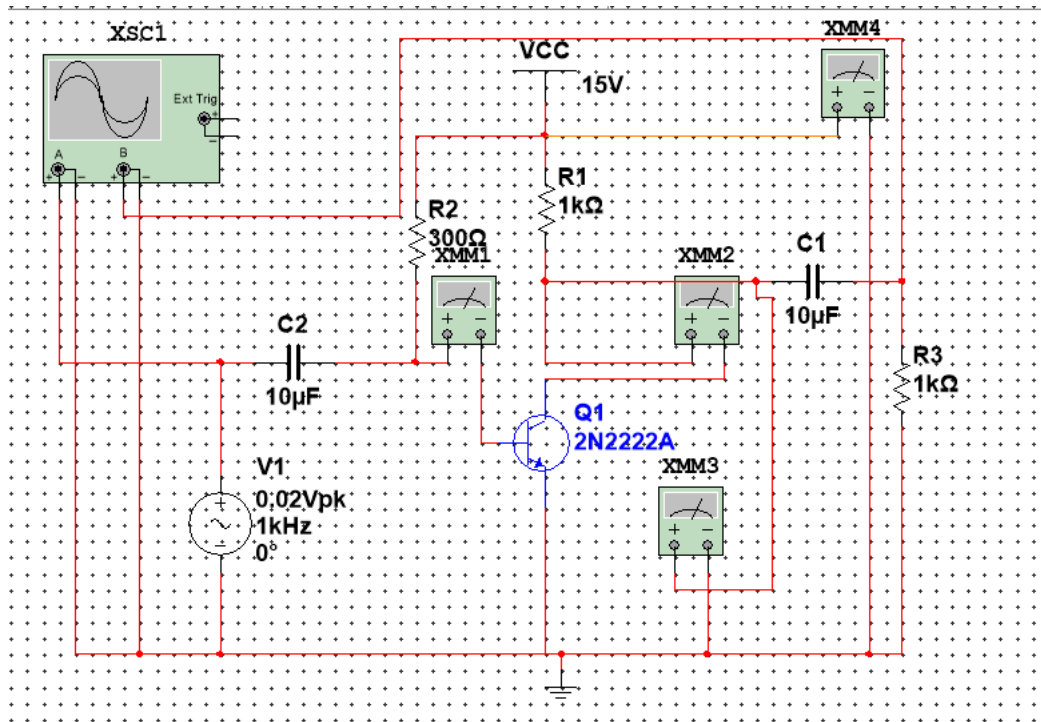 XSC1
Ext Trig
+
−
A
B
+
−
+
−
VCC
15V
XMM4
+
−
R1
1kΩ
R2
300Ω
XMM1
+
−
XMM2
+
−
C1
10µF
C2
10µF
R3
1kΩ
Q1
2N2222A
V1
0.02Vpk
1kHz
0°
+
−
XMM3
+
−